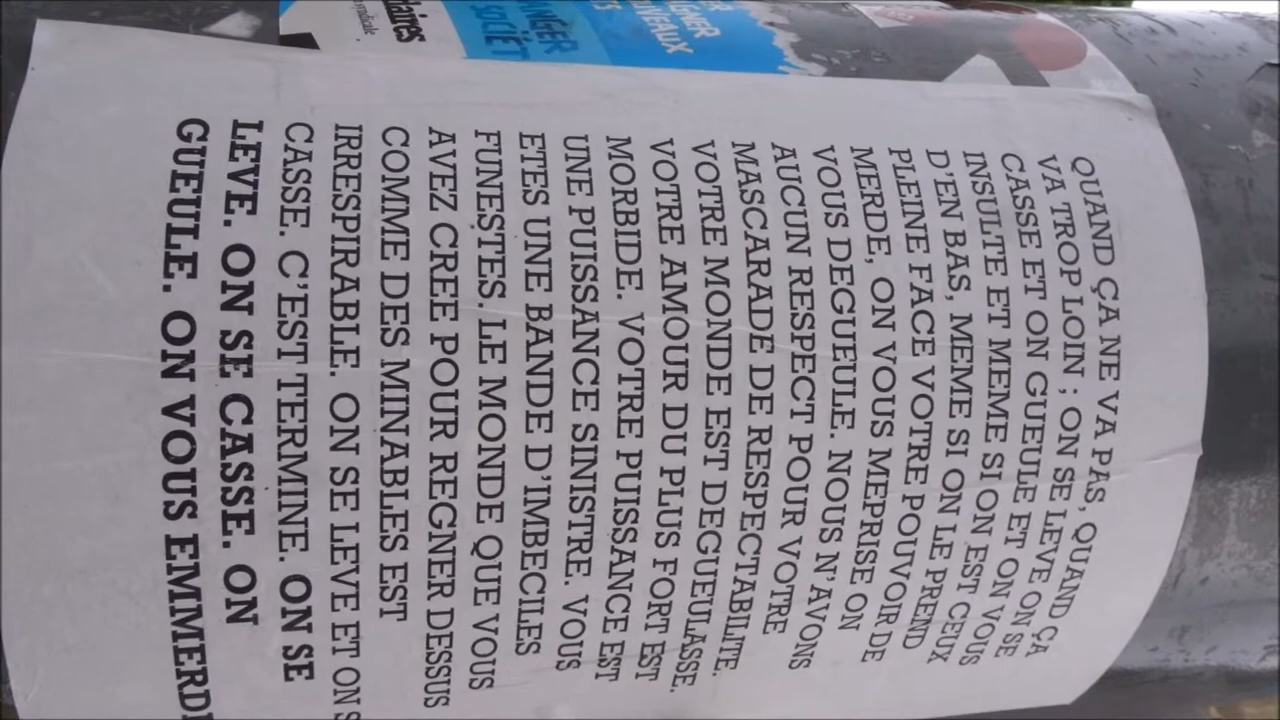 QUAND ÇA NE VA PAS, QUAND ÇA
VA TROP LOIN ; ON SE LEVE ON SE
CASSE ET ON GUEULE ET ON VOUS
INSULTE ET MEME SI ON EST CEUX
D'EN BAS, MEME SI ON LE PREND
PLEINE FACE VOTRE POUVOIR DE
MERDE, ON VOUS MEPRISE ON
VOUS DEGUEULE. NOUS N'AVONS
AUCUN RESPECT POUR VOTRE
MASCARADE DE RESPECTABILITE.
VOTRE MONDE EST DEGUEULASSE.
VOTRE AMOUR DU PLUS FORT EST
MORBIDE. VOTRE PUISSANCE EST
UNE PUISSANCE SINISTRE. VOUS
ETES UNE BANDE D'IMBECILES
FUNESTES. LE MONDE QUE VOUS
AVEZ CREE POUR REGNER DESSUS
COMME DES MINABLES EST
IRRESPIRABLE. ON SE LEVE ET ON S
CASSE. C'EST TERMINE. ON SE
LEVE. ON SE CASSE. ON
GUEULE. ON VOUS EMMERD
laires
syndicale
ANGER
SOCIÉT